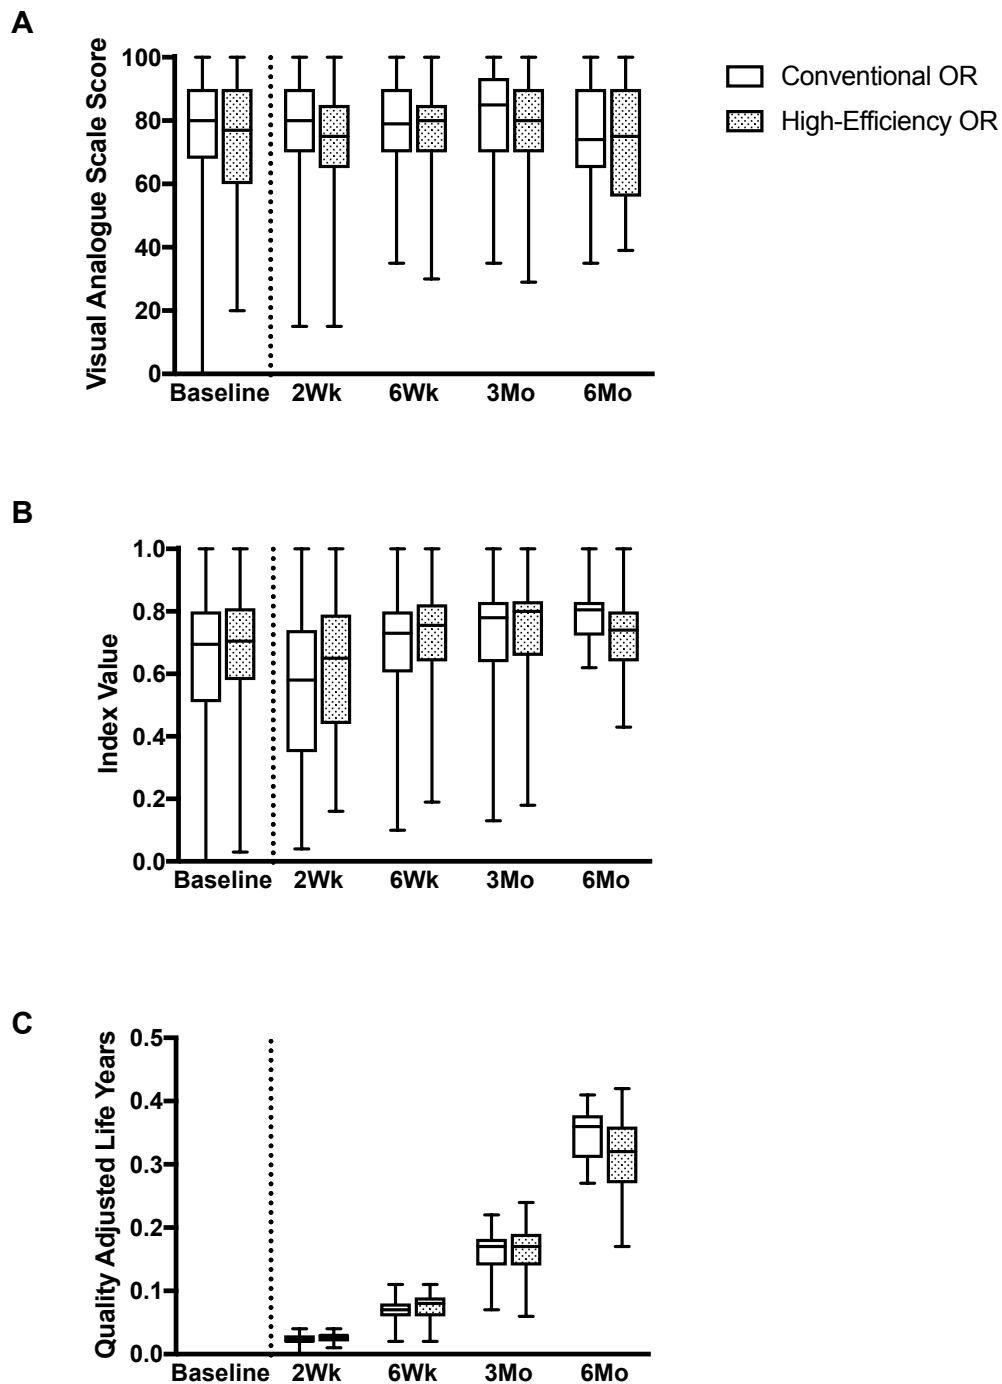 A
Visual Analogue Scale Score
100
80
60
40
20
0
Baseline 2Wk 6Wk 3Mo 6Mo
Conventional OR
High-Efficiency OR
B
Index Value
1.0
0.8
0.6
0.4
0.2
0.0
Baseline 2Wk 6Wk 3Mo 6Mo
C
Quality Adjusted Life Years
0.5
0.4
0.3
0.2
0.1
0.0
Baseline 2Wk 6Wk 3Mo 6Mo